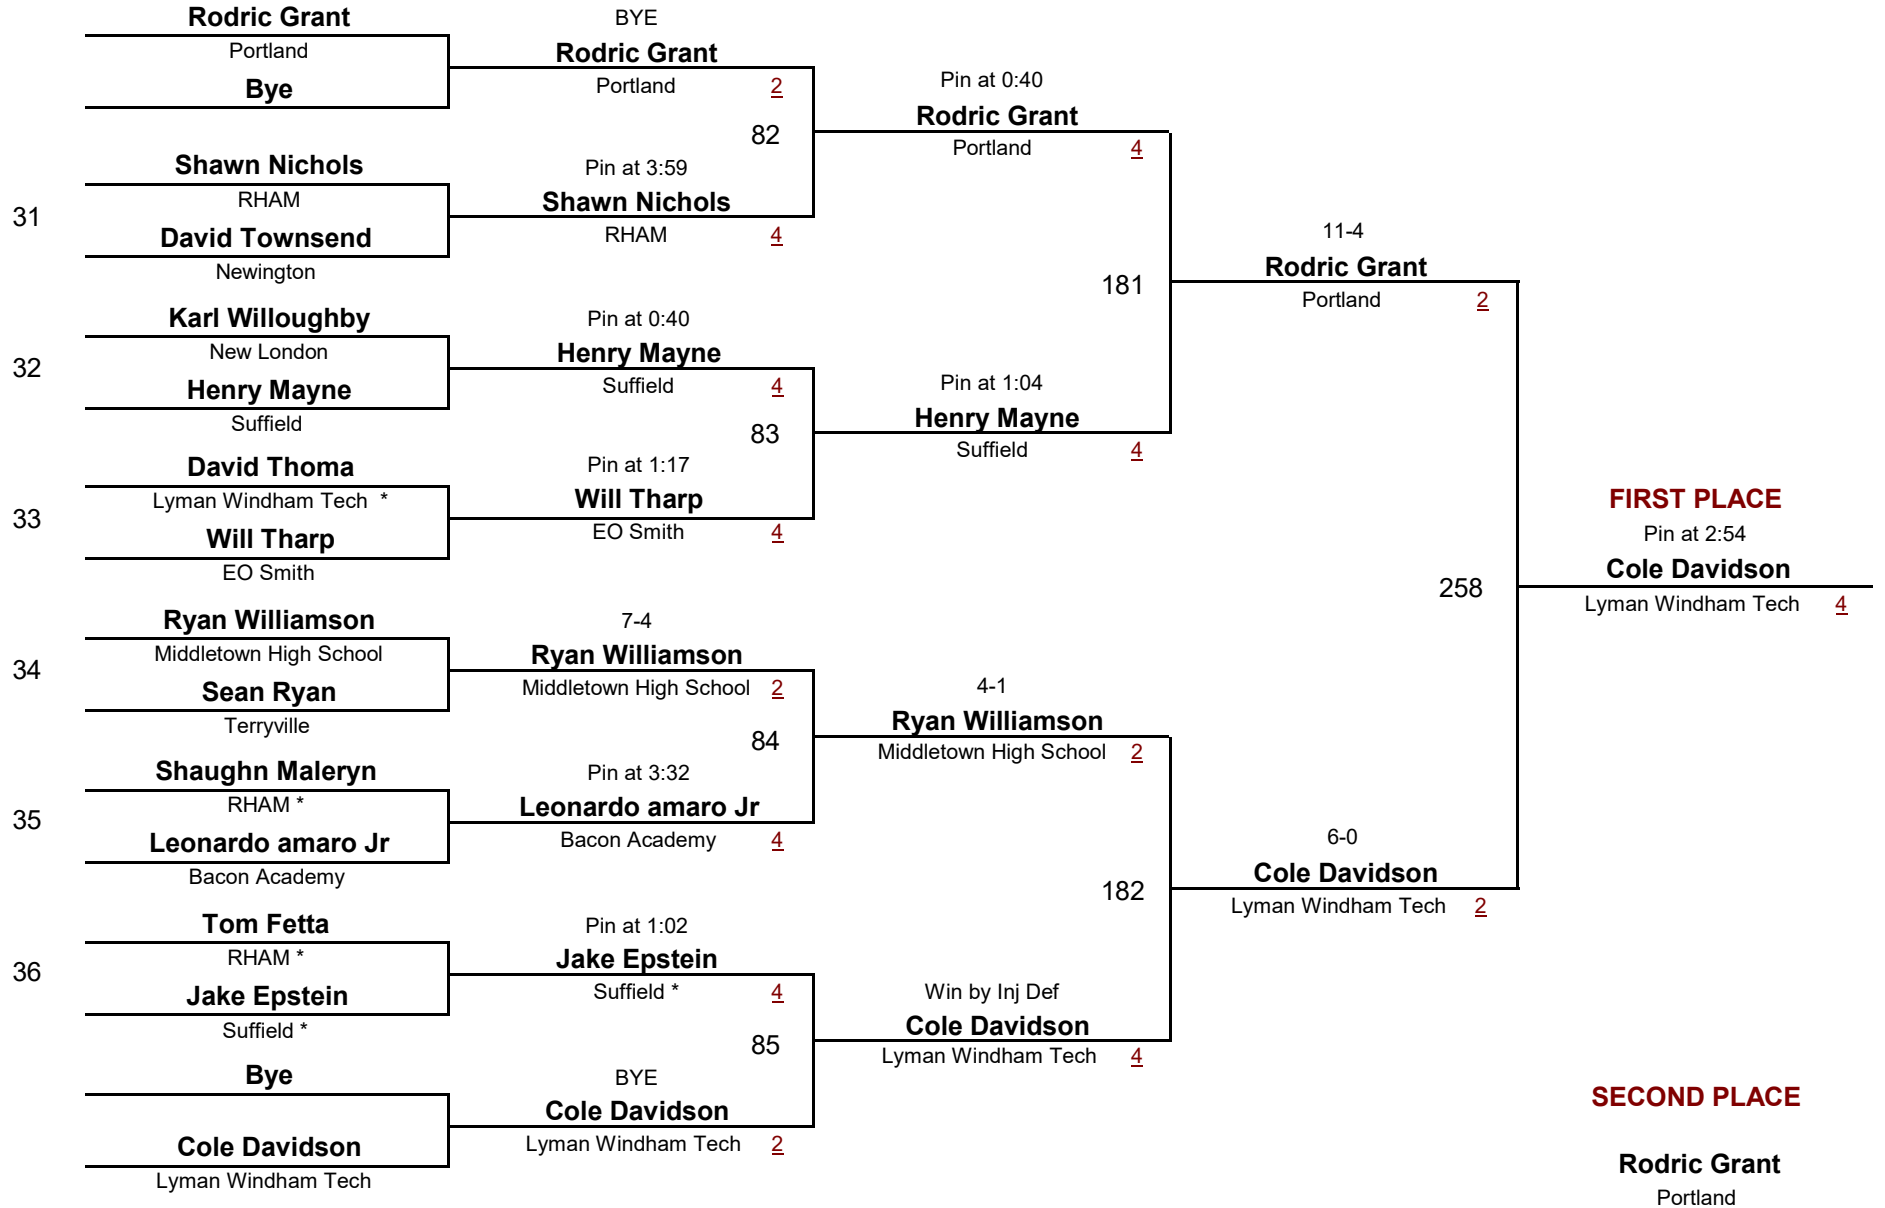 Rodric Grant
Portland
Bye
31
Shawn Nichols
RHAM
David Townsend
Newington
32
Karl Willoughby
New London
Henry Mayne
Suffield
33
David Thoma
Lyman Windham Tech *
Will Tharp
EO Smith
34
Ryan Williamson
Middletown High School
Sean Ryan
Terryville
35
Shaughn Maleryn
RHAM *
Leonardo amaro Jr
Bacon Academy
36
Tom Fetta
RHAM *
Jake Epstein
Suffield *
Bye
Cole Davidson
Lyman Windham Tech
BYE
Rodric Grant
Portland 2
82
Pin at 3:59
Shawn Nichols
RHAM 4
Pin at 0:40
Henry Mayne
Suffield 4
83
Pin at 1:17
Will Tharp
EO Smith 4
7-4
Ryan Williamson
Middletown High School 2
84
Pin at 3:32
Leonardo amaro Jr
Bacon Academy 4
Pin at 1:02
Jake Epstein
Suffield * 4
85
BYE
Cole Davidson
Lyman Windham Tech 2
Pin at 0:40
Rodric Grant
Portland 4
181
Pin at 1:04
Henry Mayne
Suffield 4
4-1
Ryan Williamson
Middletown High School 2
182
Win by Inj Def
Cole Davidson
Lyman Windham Tech 4
11-4
Rodric Grant
Portland 2
258
6-0
Cole Davidson
Lyman Windham Tech 2
FIRST PLACE
Pin at 2:54
Cole Davidson
Lyman Windham Tech 4
SECOND PLACE
Rodric Grant
Portland